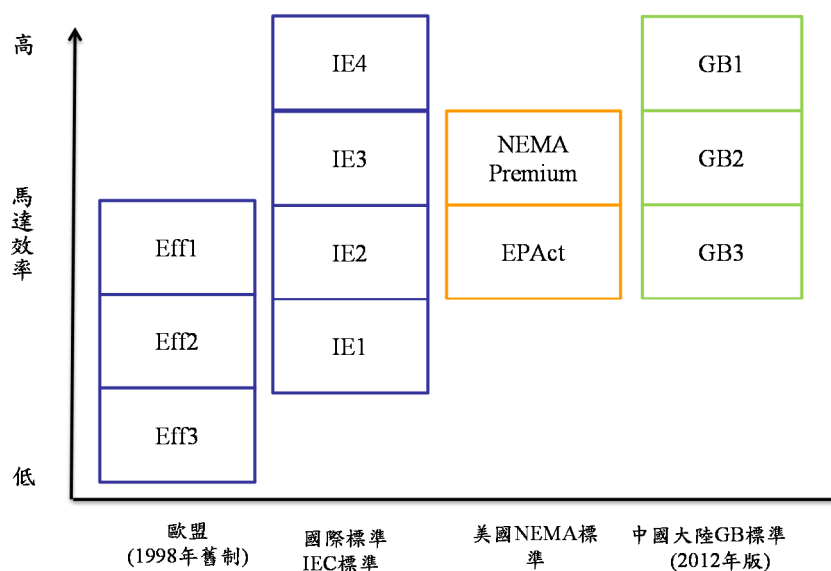 高
馬達效率
低
Eff1
Eff2
Eff3
IE4
IE3
IE2
IE1
NEMA
Premium
EPAct
GB1
GB2
GB3
歐盟
(1998年舊制)
國際標準
IEC標準
美國NEMA標
準
中國大陸GB標準
(2012年版)